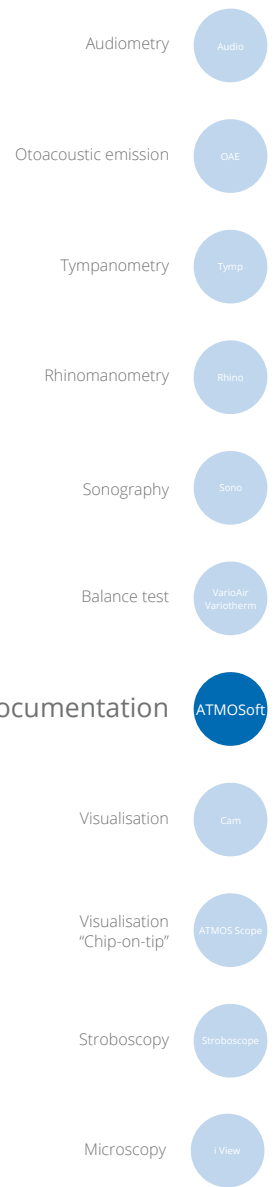 Audiometry
Audio
Otoacoustic emission
OAE
Tympanometry
Tymp
Rhinomanometry
Rhino
Sonography
Sono
Balance test
VarioAir
Variotherm
ocumentation
ATMOSoft
Visualisation
Cam
Visualisation
“Chip-on-tip”
ATMOS Scope
Stroboscopy
Stroboscope
Microscopy
i View